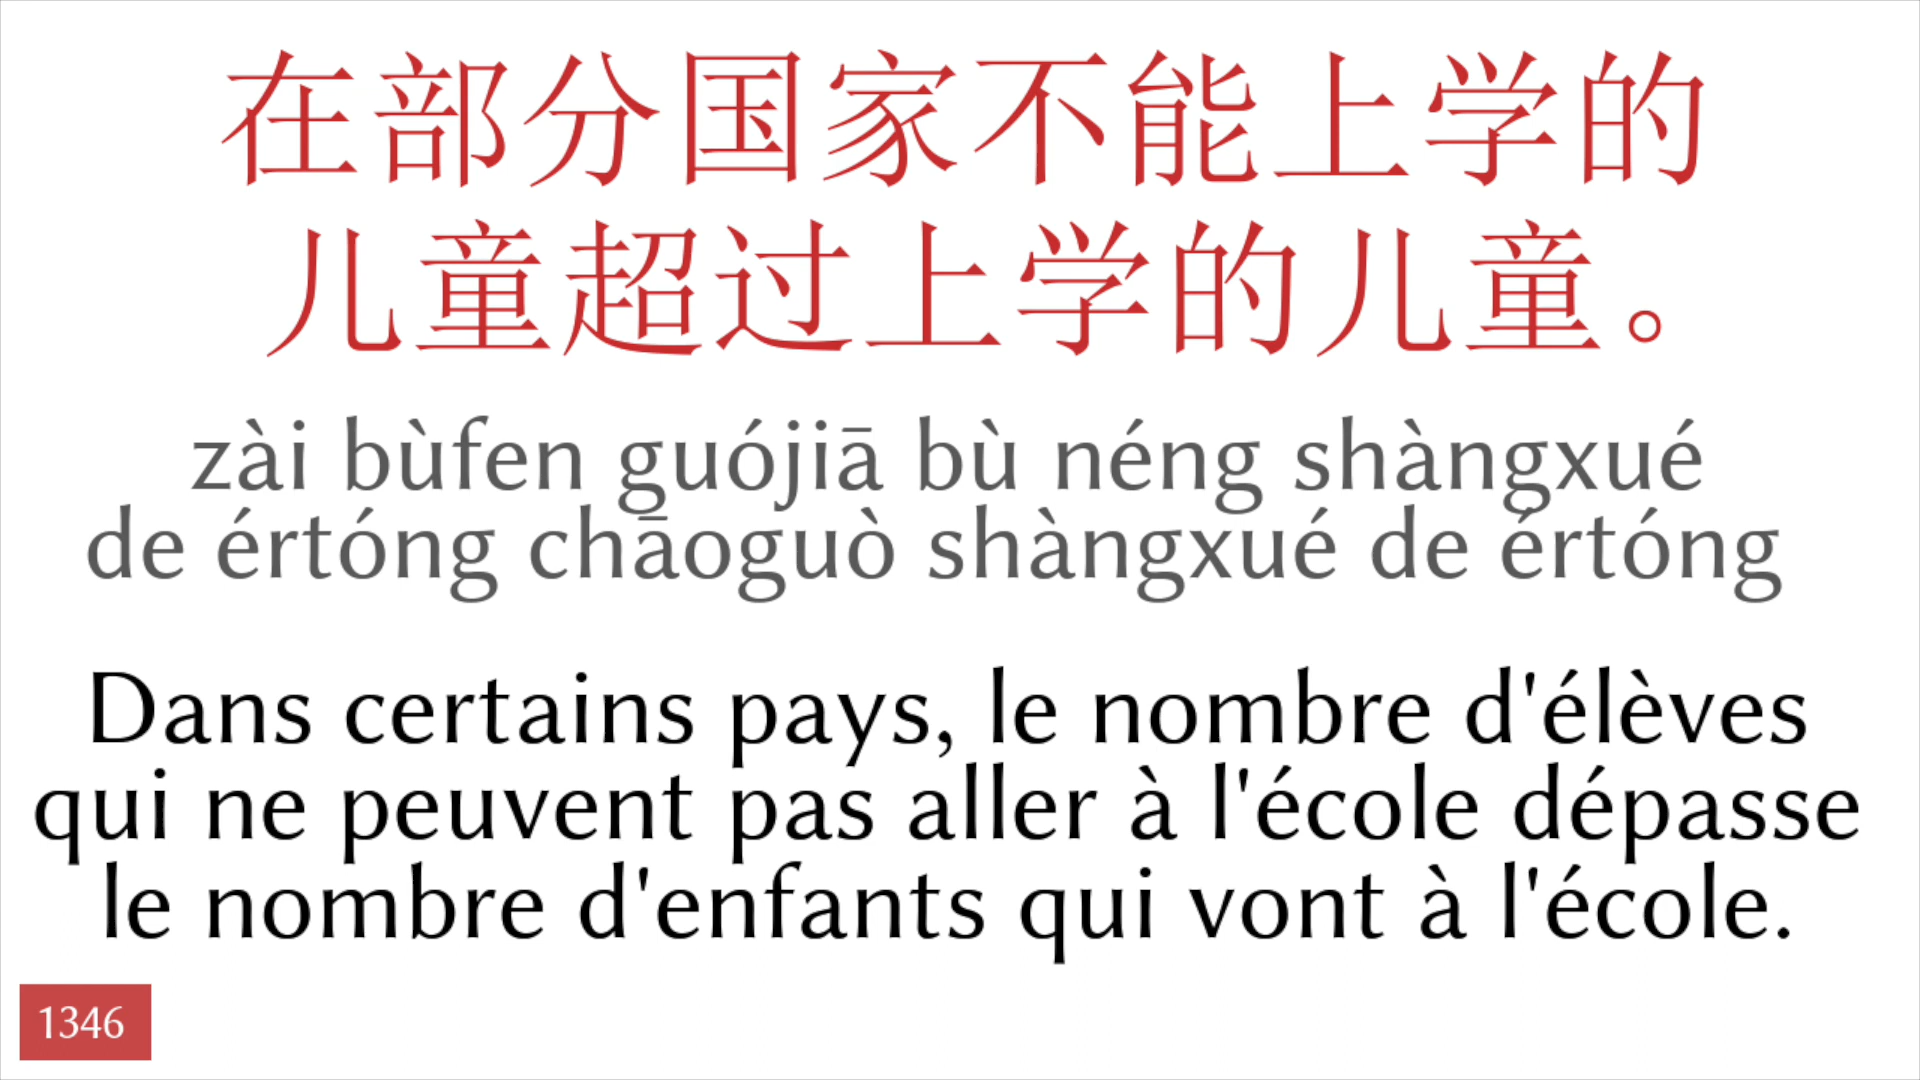 在部分国家不能上学的
儿童超过上学的儿童。
zài bùfen guójiā bù néng shàngxué
de értóng chāoguò shàngxué de értóng
Dans certains pays, le nombre d'élèves
qui ne peuvent pas aller à l'école dépasse
le nombre d'enfants qui vont à l'école.
1346